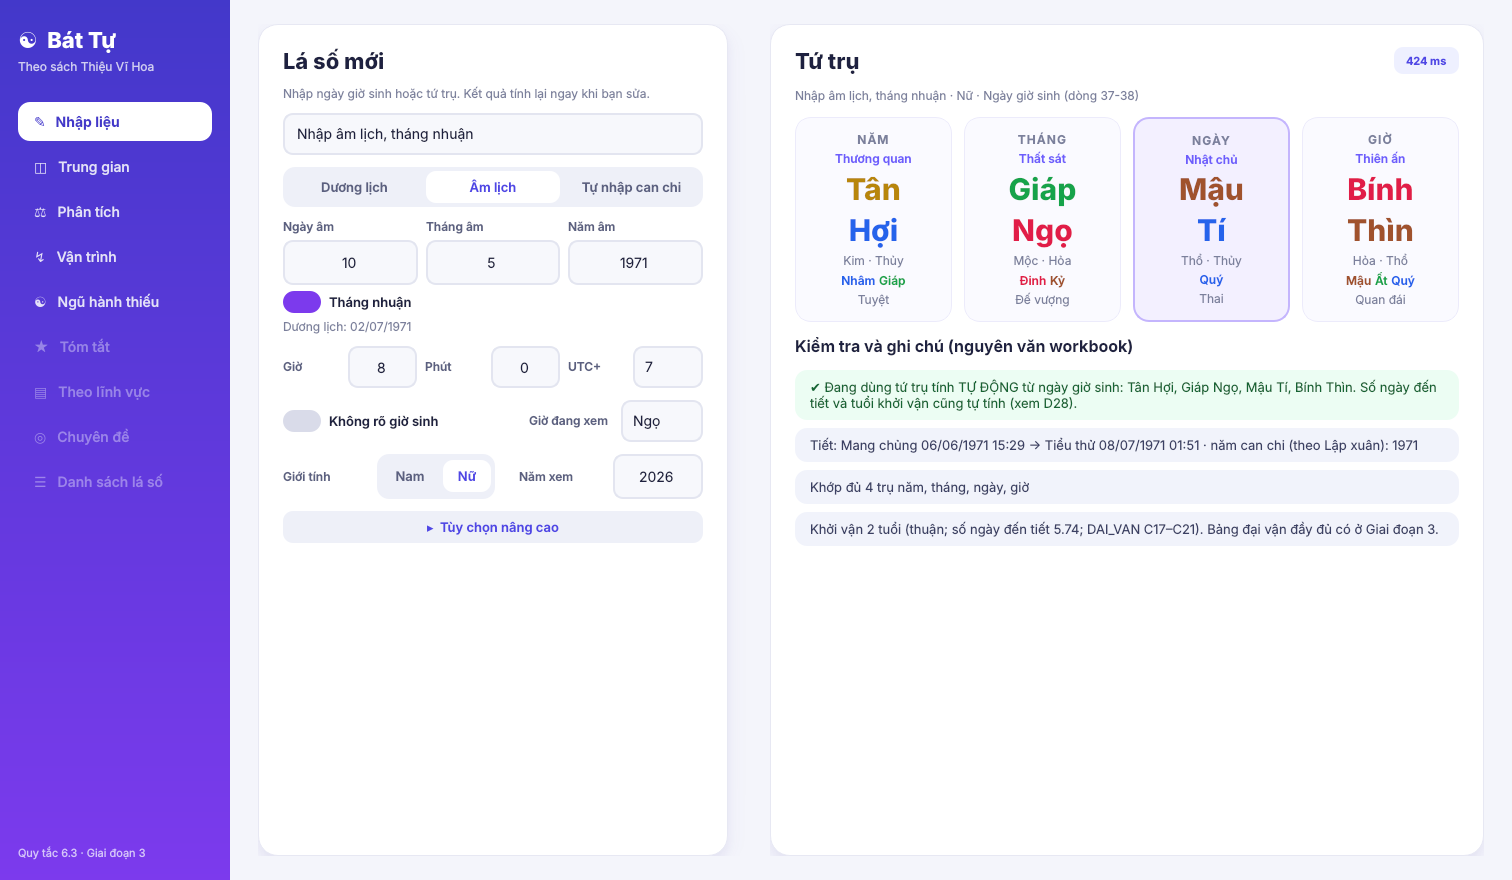 ☯ Bát Tự
Theo sách Thiệu Vĩ Hoa
✎ Nhập liệu
◫ Trung gian
⚖ Phân tích
↯ Vận trình
☯ Ngũ hành thiếu
★ Tóm tắt
▤ Theo lĩnh vực
◎ Chuyên đề
☰ Danh sách lá số
Quy tắc 6.3 · Giai đoạn 3
Lá số mới
Nhập ngày giờ sinh hoặc tứ trụ. Kết quả tính lại ngay khi bạn sửa.
Nhập âm lịch, tháng nhuận
Dương lịch Âm lịch Tự nhập can chi
Ngày âm Tháng âm Năm âm
10 5 1971
Tháng nhuận
Dương lịch: 02/07/1971
Giờ 8 Phút 0 UTC+ 7
Không rõ giờ sinh Giờ đang xem Ngọ
Giới tính Nam Nữ Năm xem 2026
▸ Tùy chọn nâng cao
Tứ trụ
424 ms
Nhập âm lịch, tháng nhuận · Nữ · Ngày giờ sinh (dòng 37-38)
NĂM THÁNG NGÀY GIỜ
Thương quan Thất sát Nhật chủ Thiên ấn
Tân Giáp Mậu Bính
Hợi Ngọ Tí Thìn
Kim · Thủy Mộc · Hỏa Thổ · Thủy Hỏa · Thổ
Nhâm Giáp Đinh Kỷ Quý Mậu Ất Quý
Tuyệt Đế vượng Thai Quan đái
Kiểm tra và ghi chú (nguyên văn workbook)
✔ Đang dùng tứ trụ tính TỰ ĐỘNG từ ngày giờ sinh: Tân Hợi, Giáp Ngọ, Mậu Tí, Bính Thìn. Số ngày đến
tiết và tuổi khởi vận cũng tự tính (xem D28).
Tiết: Mang chủng 06/06/1971 15:29 → Tiểu thử 08/07/1971 01:51 · năm can chi (theo Lập xuân): 1971
Khớp đủ 4 trụ năm, tháng, ngày, giờ
Khởi vận 2 tuổi (thuận; số ngày đến tiết 5.74; DAI_VAN C17–C21). Bảng đại vận đầy đủ có ở Giai đoạn 3.